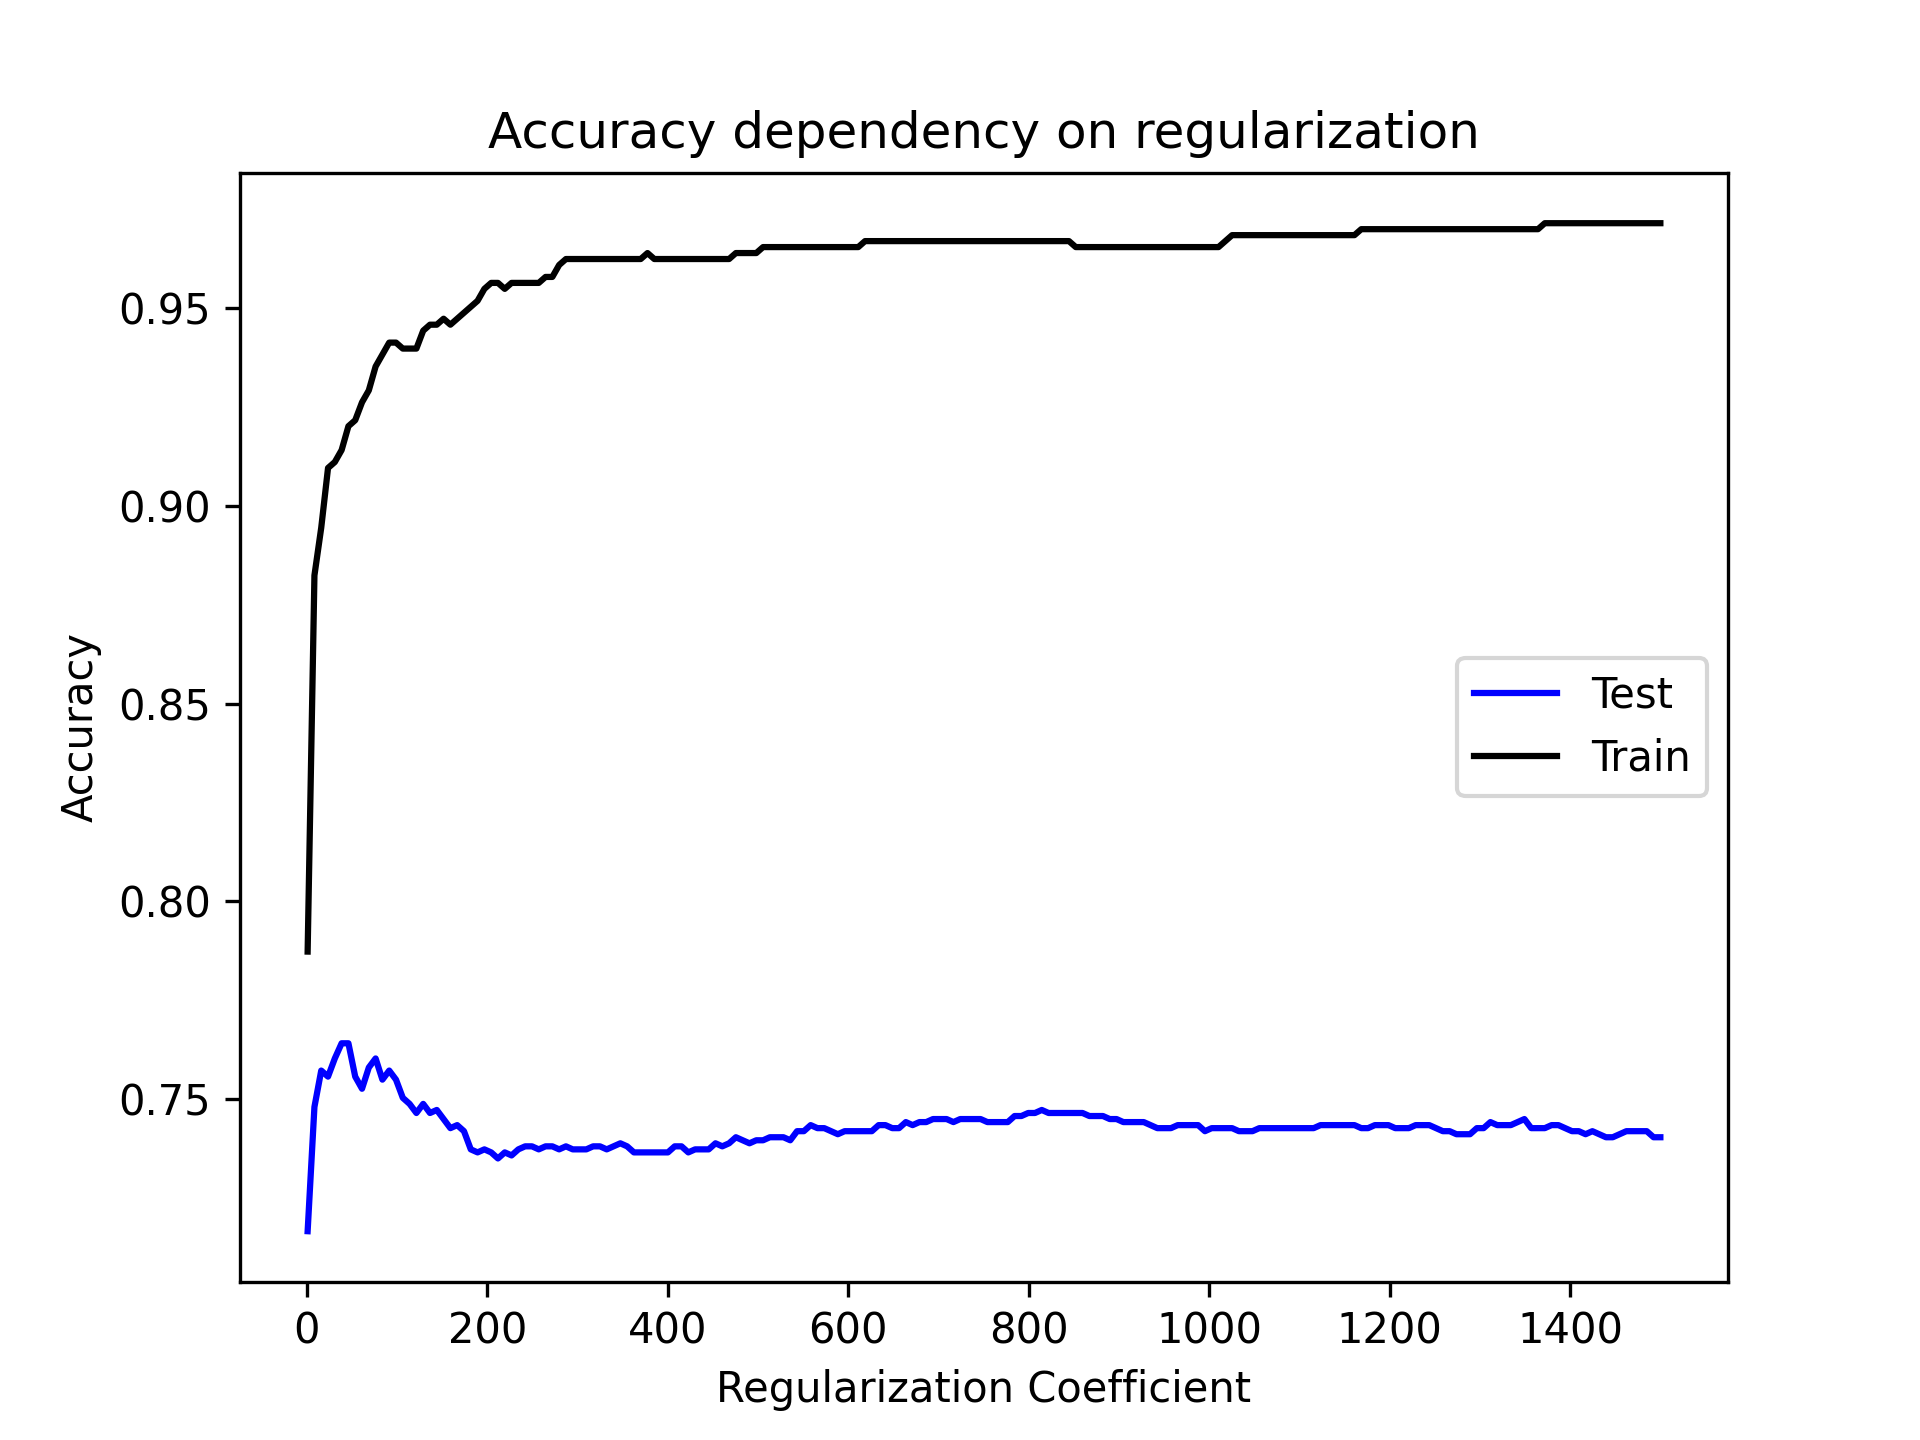 Accuracy dependency on regularization
Accuracy
0.95
0.90
0.85
0.80
0.75
Test
Train
0 200 400 600 800 1000 1200 1400
Regularization Coefficient